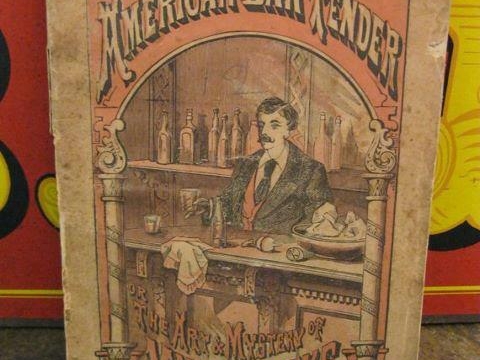 AMERICAN BAR TENDER
OR
THE ART & MYSTERY OF